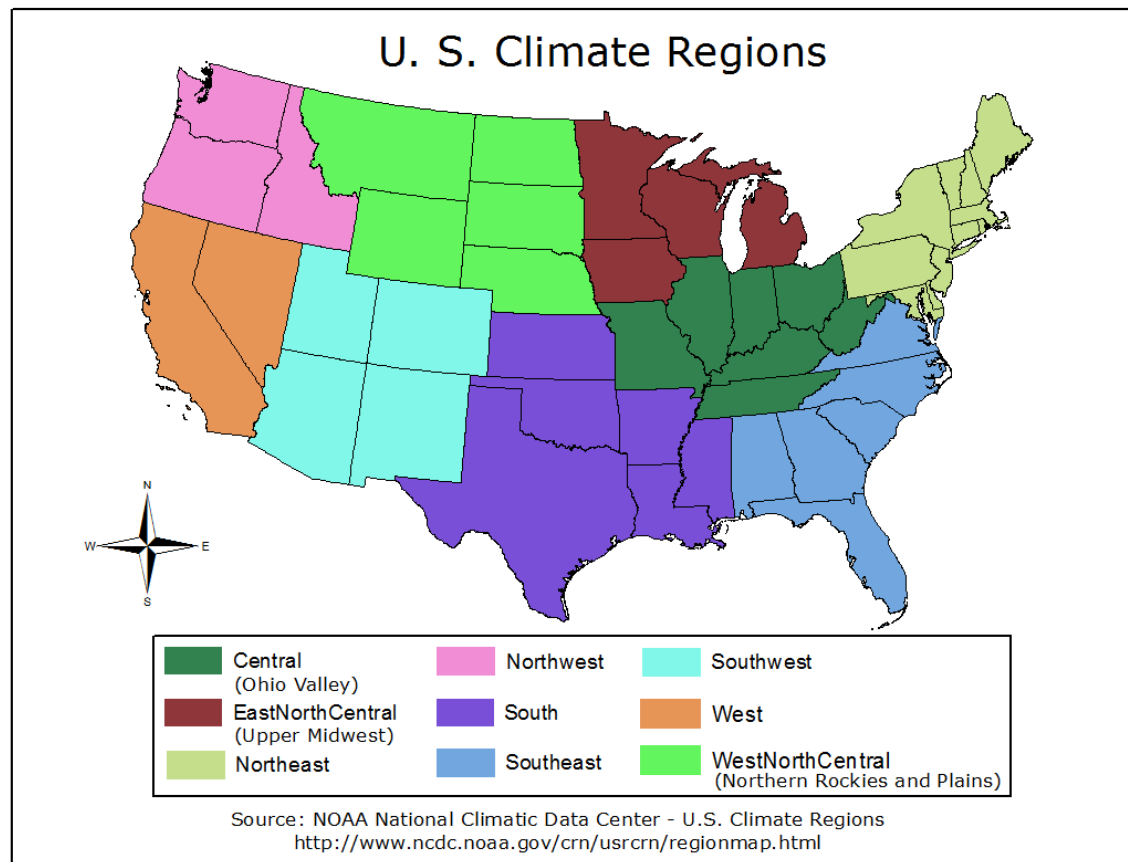 U. S. Climate Regions
N
W
E
S
Central
(Ohio Valley)
EastNorthCentral
(Upper Midwest)
Northeast
Northwest
South
Southeast
Southwest
West
WestNorthCentral
(Northern Rockies and Plains)
Source: NOAA National Climatic Data Center - U.S. Climate Regions
http://www.ncdc.noaa.gov/crn/usrcrn/regionmap.html